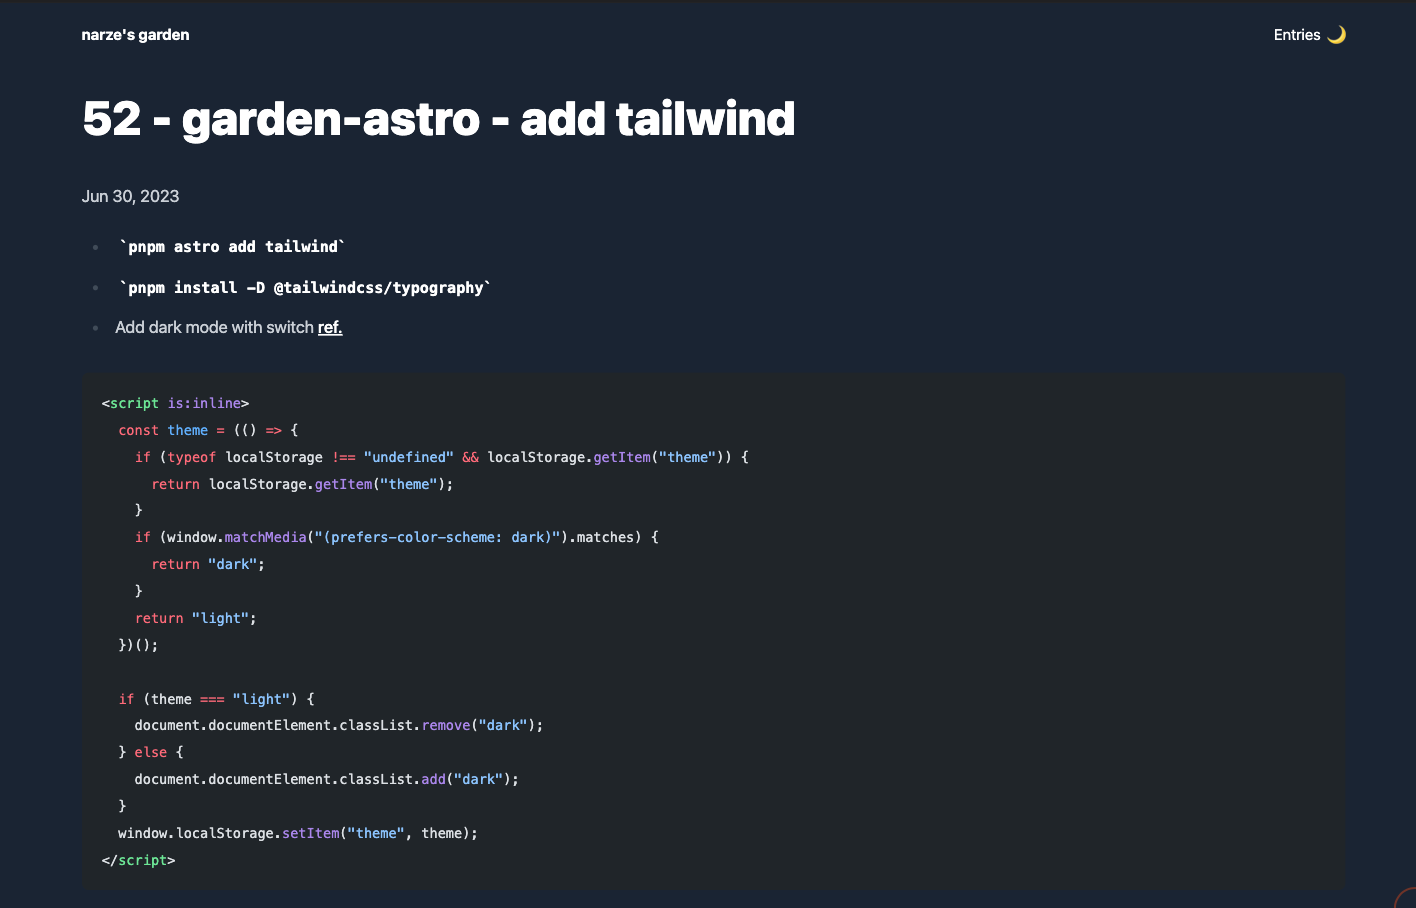 narze's garden
Entries 🌙
52 - garden-astro - add tailwind
Jun 30, 2023
• `pnpm astro add tailwind`
• `pnpm install -D @tailwindcss/typography`
• Add dark mode with switch ref.
<script is:inline>
  const theme = (() => {
    if (typeof localStorage !== "undefined" && localStorage.getItem("theme")) {
      return localStorage.getItem("theme");
    }
    if (window.matchMedia("(prefers-color-scheme: dark)").matches) {
      return "dark";
    }
    return "light";
  })();

  if (theme === "light") {
    document.documentElement.classList.remove("dark");
  } else {
    document.documentElement.classList.add("dark");
  }
  window.localStorage.setItem("theme", theme);
</script>